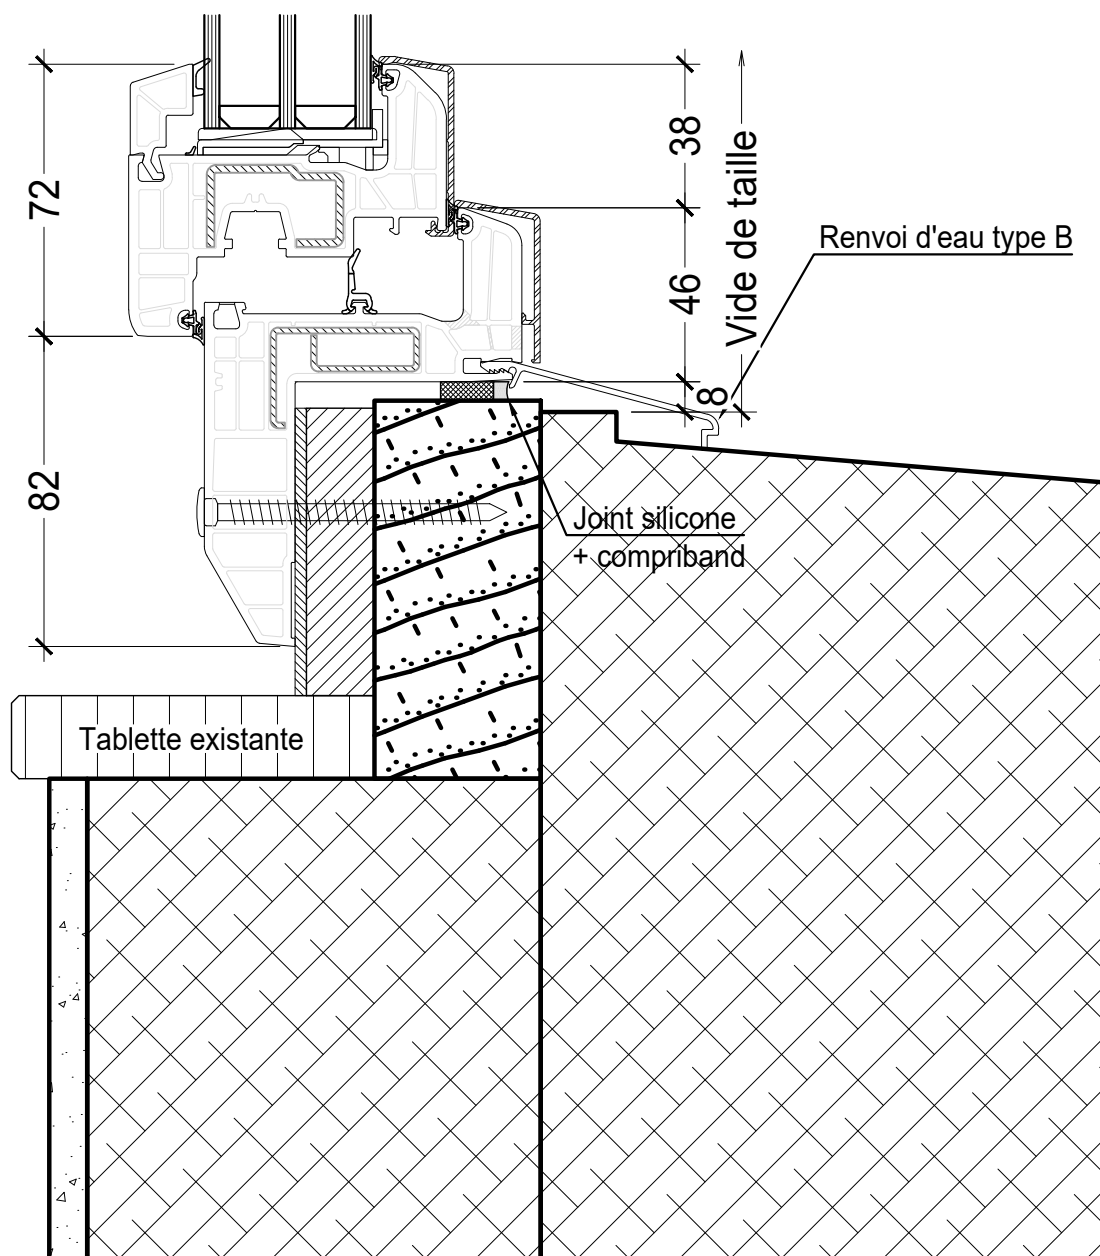 72
38
Vide de taille
46
Renvoi d'eau type B
8
82
Joint silicone
+ compriband
Tablette existante